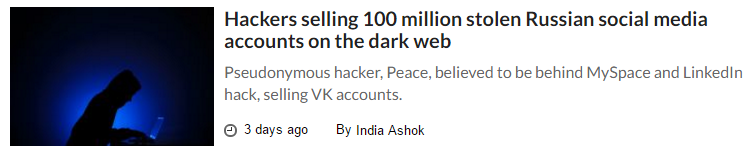 Hackers selling 100 million stolen Russian social media
accounts on the dark web
Pseudonymous hacker, Peace, believed to be behind MySpace and LinkedIn
hack, selling VK accounts.
3 days ago By India Ashok